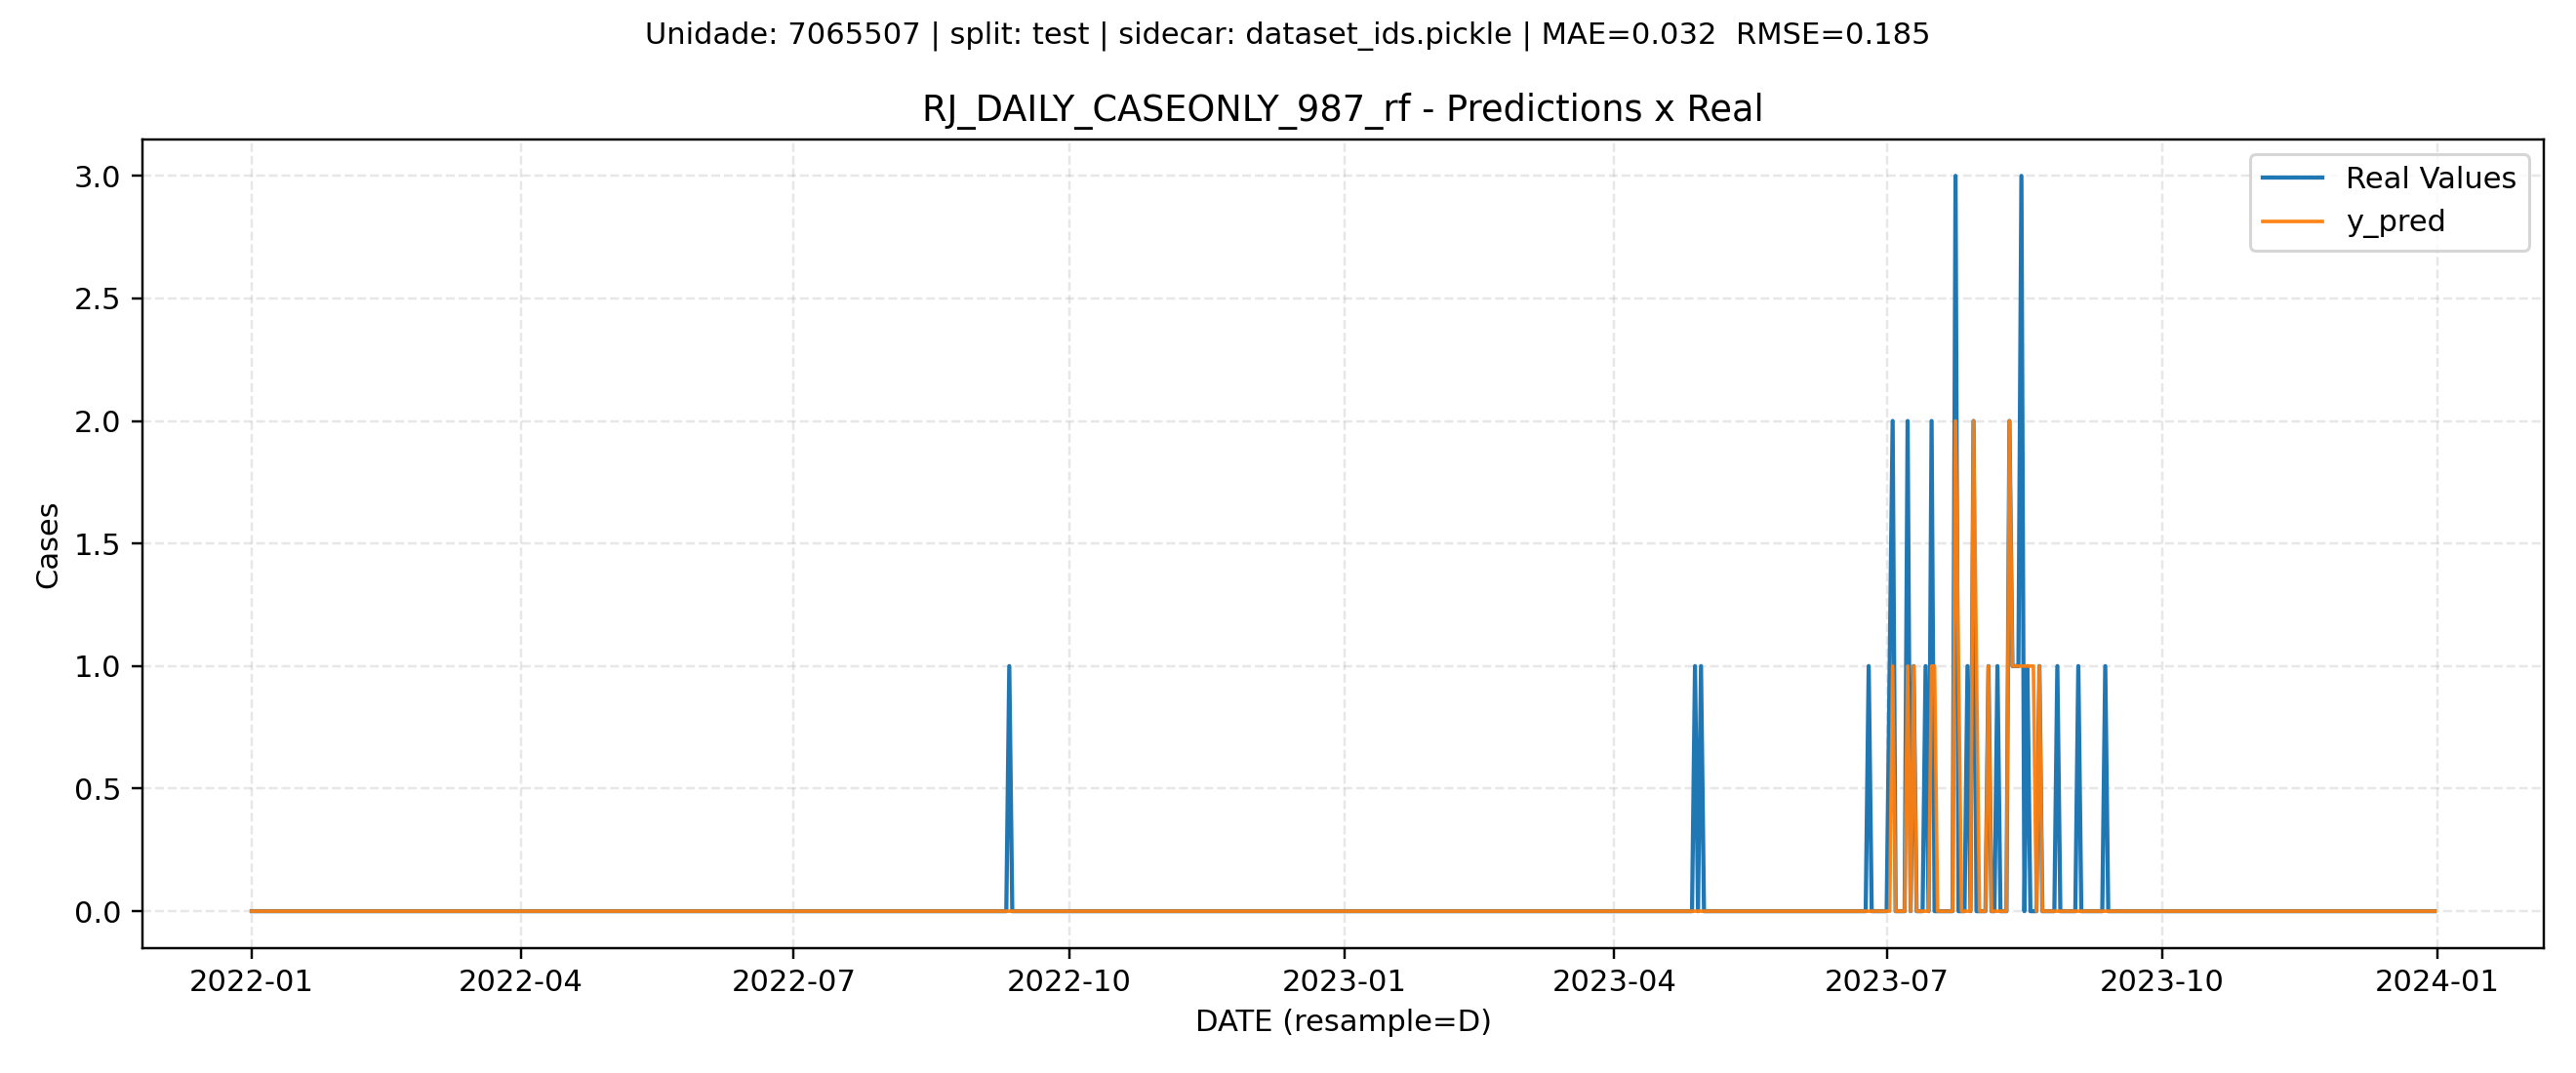 Unidade: 7065507 | split: test | sidecar: dataset_ids.pickle | MAE=0.032  RMSE=0.185
RJ_DAILY_CASEONLY_987_rf - Predictions x Real
Real Values
y_pred
3.0
2.5
2.0
1.5
1.0
0.5
0.0
Cases
2022-01 2022-04 2022-07 2022-10 2023-01 2023-04 2023-07 2023-10 2024-01
DATE (resample=D)